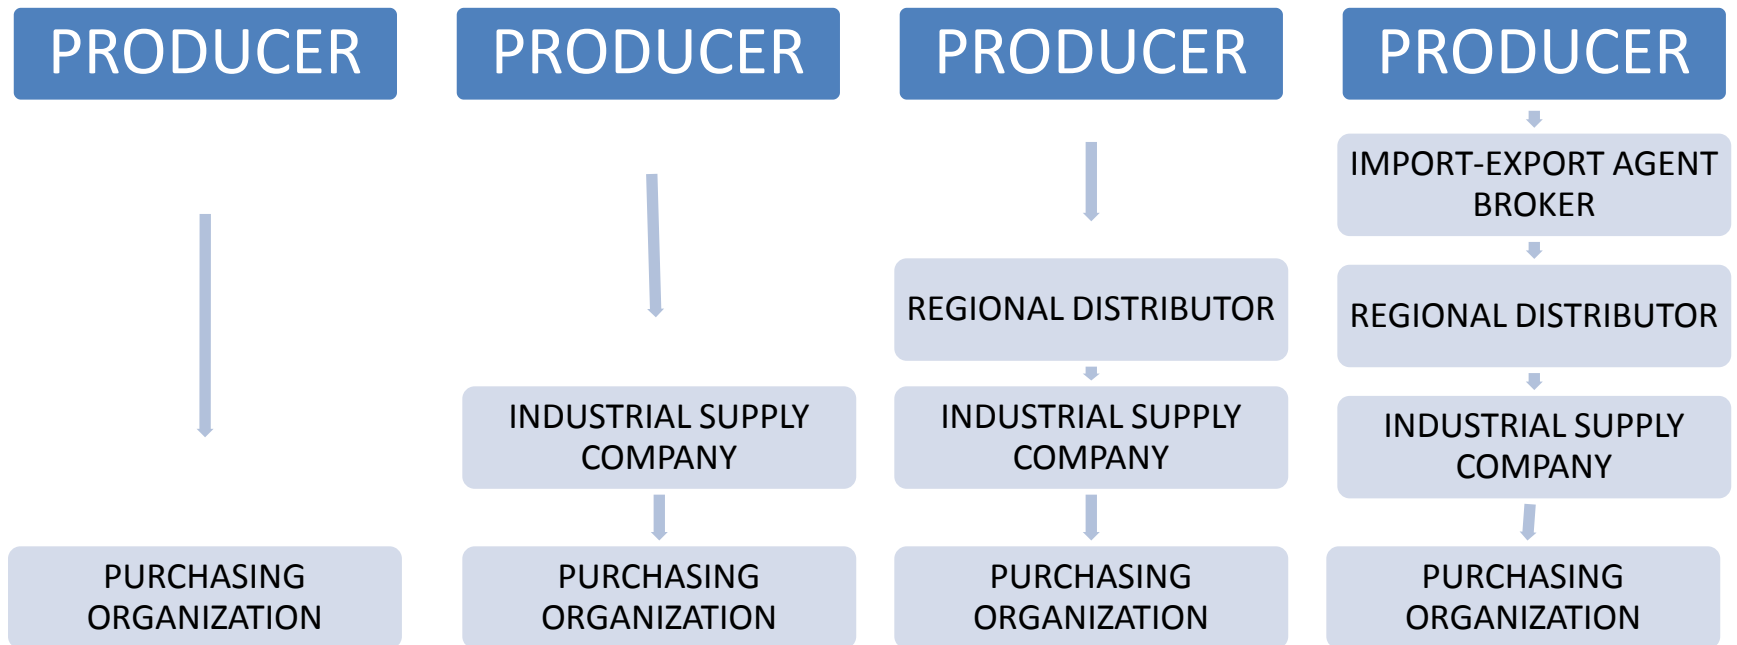 PRODUCER
PURCHASING
ORGANIZATION
PRODUCER
INDUSTRIAL SUPPLY
COMPANY
PURCHASING
ORGANIZATION
PRODUCER
REGIONAL DISTRIBUTOR
INDUSTRIAL SUPPLY
COMPANY
PURCHASING
ORGANIZATION
PRODUCER
IMPORT-EXPORT AGENT
BROKER
REGIONAL DISTRIBUTOR
INDUSTRIAL SUPPLY
COMPANY
PURCHASING
ORGANIZATION